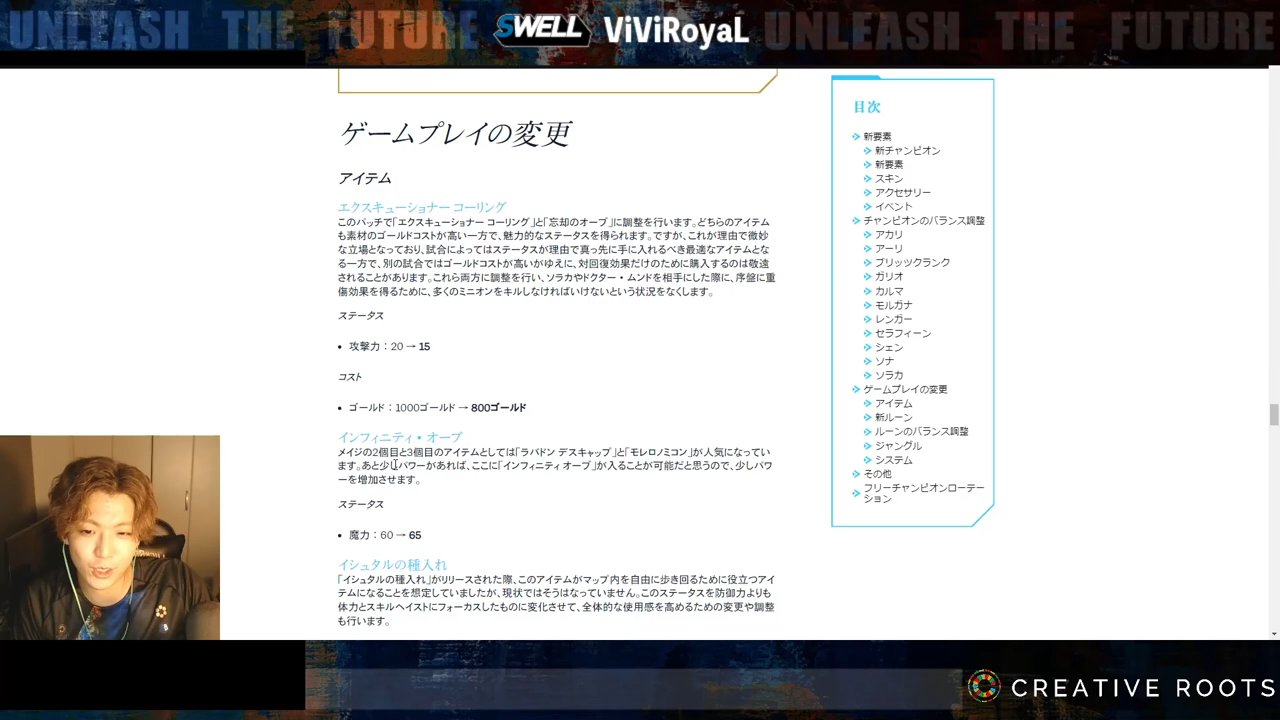 UNLEASH THE FUTURE SWELL ViViRoyaL UNLEASH THE FUTURE
ゲームプレイの変更
アイテム
エクスキューショナー コーリング
このパッチで「エクスキューショナー コーリング」と「忘却のオーブ」に調整を行います。どちらのアイテム
も素材のゴールドコストが高い一方で、魅力的なステータスを得られます。ですが、これが理由で微妙
な立場となっており、試合によってはステータスが理由で真っ先に手に入れるべき最適なアイテムとな
る一方で、別の試合ではゴールドコストが高いがゆえに、対回復効果だけのために購入するのは敬遠
されることがあります。これら両方に調整を行い、ソラカやドクター・ムンドを相手にした際に、序盤に重
傷効果を得るために、多くのミニオンをキルしなければいけないという状況をなくします。
ステータス
• 攻撃力：20 → 15
コスト
• ゴールド：1000ゴールド → 800ゴールド
インフィニティ・オーブ
メイジの2個目と3個目のアイテムとしては「ラバドン デスキャップ」と「モレロノミコン」が人気になってい
ます。あと少しパワーがあれば、ここに「インフィニティ オーブ」が入ることが可能だと思うので、少しパワ
ーを増加させます。
ステータス
• 魔力：60 → 65
イシュタルの種入れ
「イシュタルの種入れ」がリリースされた際、このアイテムがマップ内を自由に歩き回るために役立つアイ
テムになることを想定していましたが、現状ではそうはなっていません。このステータスを防御力よりも
体力とスキルヘイストにフォーカスしたものに変化させて、全体的な使用感を高めるための変更や調整
も行います。
目次
新要素
新チャンピオン
新要素
スキン
アクセサリー
イベント
チャンピオンのバランス調整
アカリ
アーリ
ブリッツクランク
ガリオ
カルマ
モルガナ
レンガー
セラフィーン
シェン
ソナ
ソラカ
ゲームプレイの変更
アイテム
新ルーン
ルーンのバランス調整
ジャングル
システム
その他
フリーチャンピオンローテー
ション
CREATIVE ROOTS